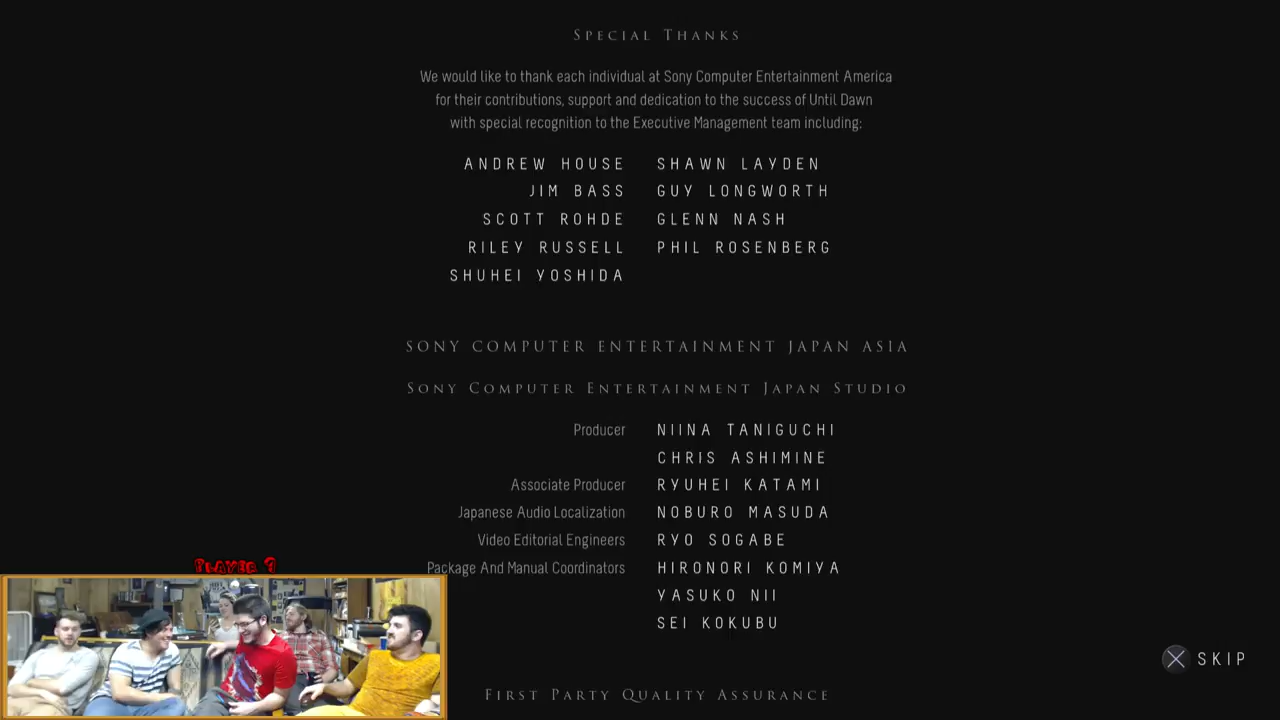 Special Thanks
We would like to thank each individual at Sony Computer Entertainment America
for their contributions, support and dedication to the success of Until Dawn
with special recognition to the Executive Management team including:
ANDREW HOUSE SHAWN LAYDEN
JIM BASS GUY LONGWORTH
SCOTT ROHDE GLENN NASH
RILEY RUSSELL PHIL ROSENBERG
SHUHEI YOSHIDA
SONY COMPUTER ENTERTAINMENT JAPAN ASIA
Sony Computer Entertainment Japan Studio
Producer NIINA TANIGUCHI
CHRIS ASHIMINE
Associate Producer RYUHEI KATAMI
Japanese Audio Localization NOBURO MASUDA
Video Editorial Engineers RYO SOGABE
Package And Manual Coordinators HIRONORI KOMIYA
YASUKO NII
SEI KOKUBU
SKIP
First Party Quality Assurance
Player